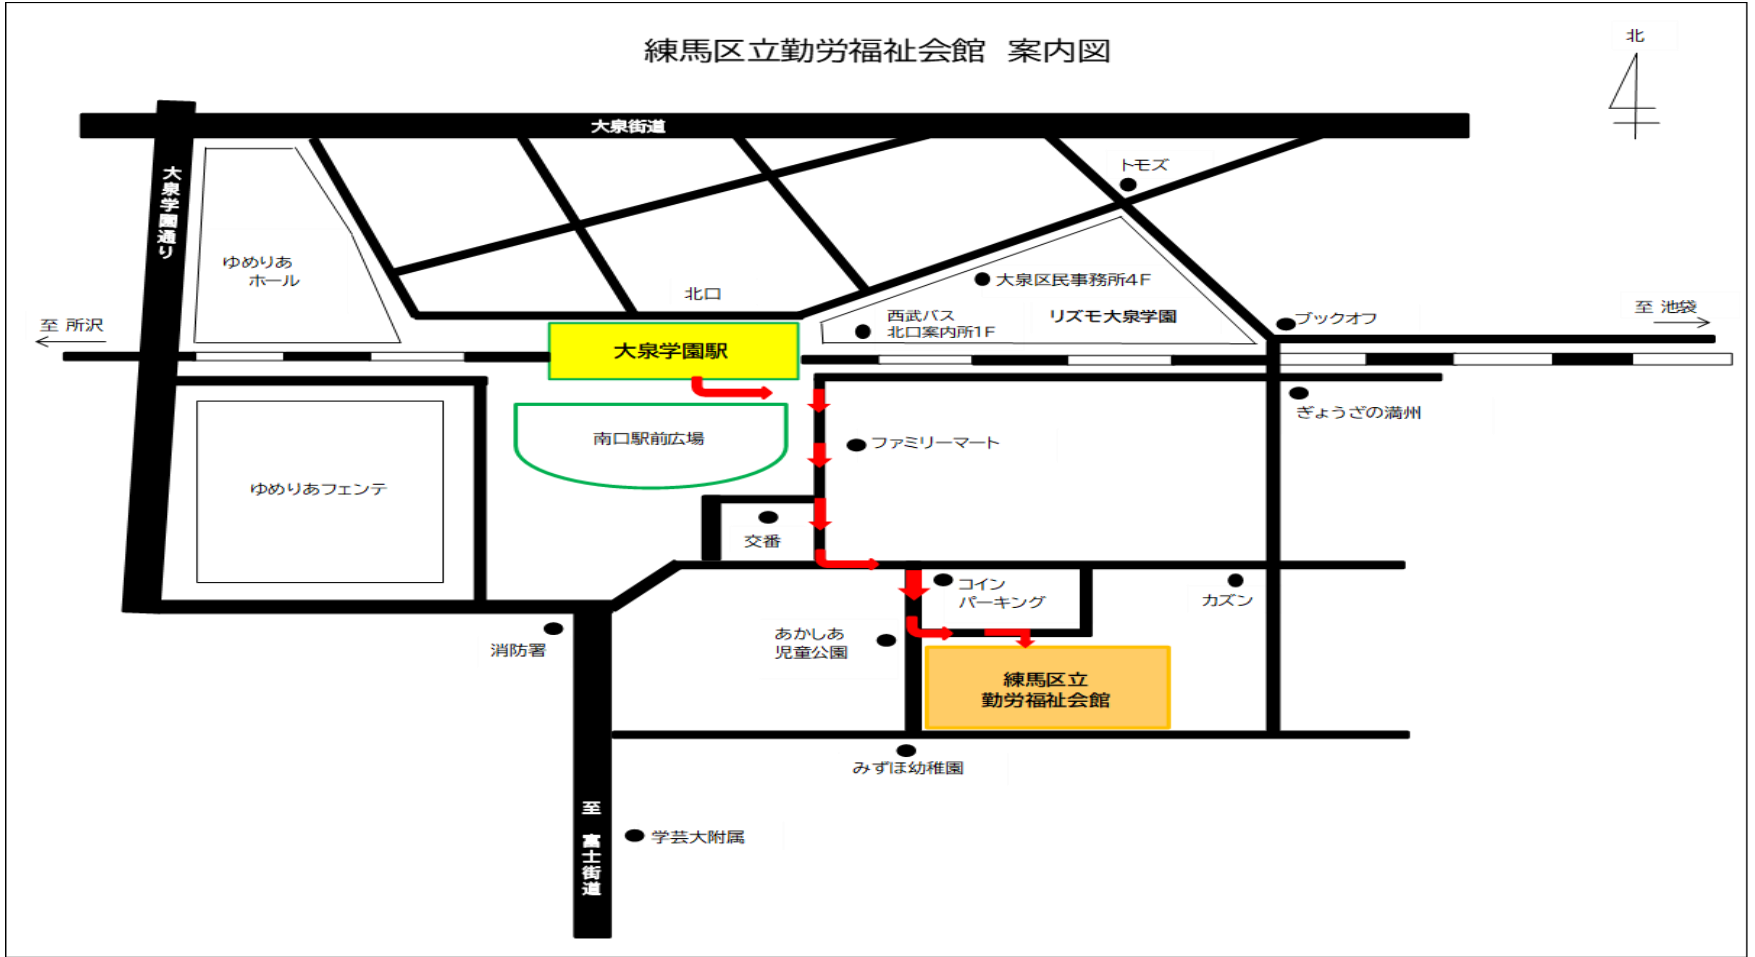 練馬区立勤労福祉会館 案内図
北
大泉街道
大泉学園通り
トモズ
ゆめりあ
ホール
大泉区民事務所4F
北口
至 所沢
西武バス
北口案内所1F
リズモ大泉学園
ブックオフ
至 池袋
大泉学園駅
ぎょうざの満州
南口駅前広場
ファミリーマート
ゆめりあフェンテ
交番
コイン
パーキング
カズン
消防署
あかしあ
児童公園
練馬区立
勤労福祉会館
みずほ幼稚園
至 富士街道
学芸大附属